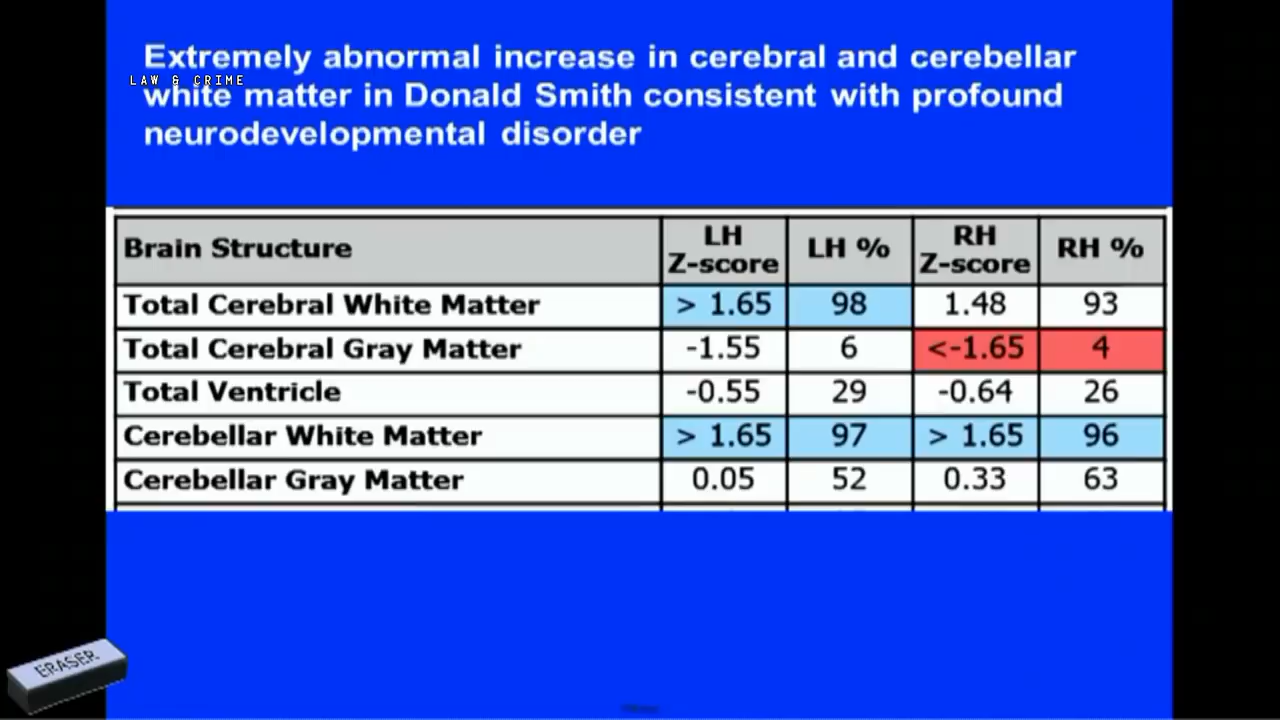 Extremely abnormal increase in cerebral and cerebellar
LAW & CRIME
white matter in Donald Smith consistent with profound
neurodevelopmental disorder
Brain Structure LH Z-score LH % RH Z-score RH %
Total Cerebral White Matter > 1.65 98 1.48 93
Total Cerebral Gray Matter -1.55 6 <-1.65 4
Total Ventricle -0.55 29 -0.64 26
Cerebellar White Matter > 1.65 97 > 1.65 96
Cerebellar Gray Matter 0.05 52 0.33 63
ERASER